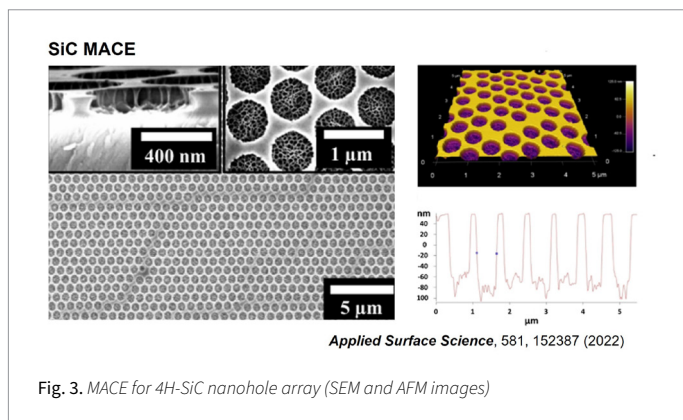 SiC MACE
400 nm
1 µm
5 µm
5 µm
0
1
2
3
4
nm
60
40
20
0
-20
-40
-60
-80
100
0
1
2
3
4
5
µm
Applied Surface Science, 581, 152387 (2022)
Fig. 3. MACE for 4H-SiC nanohole array (SEM and AFM images)